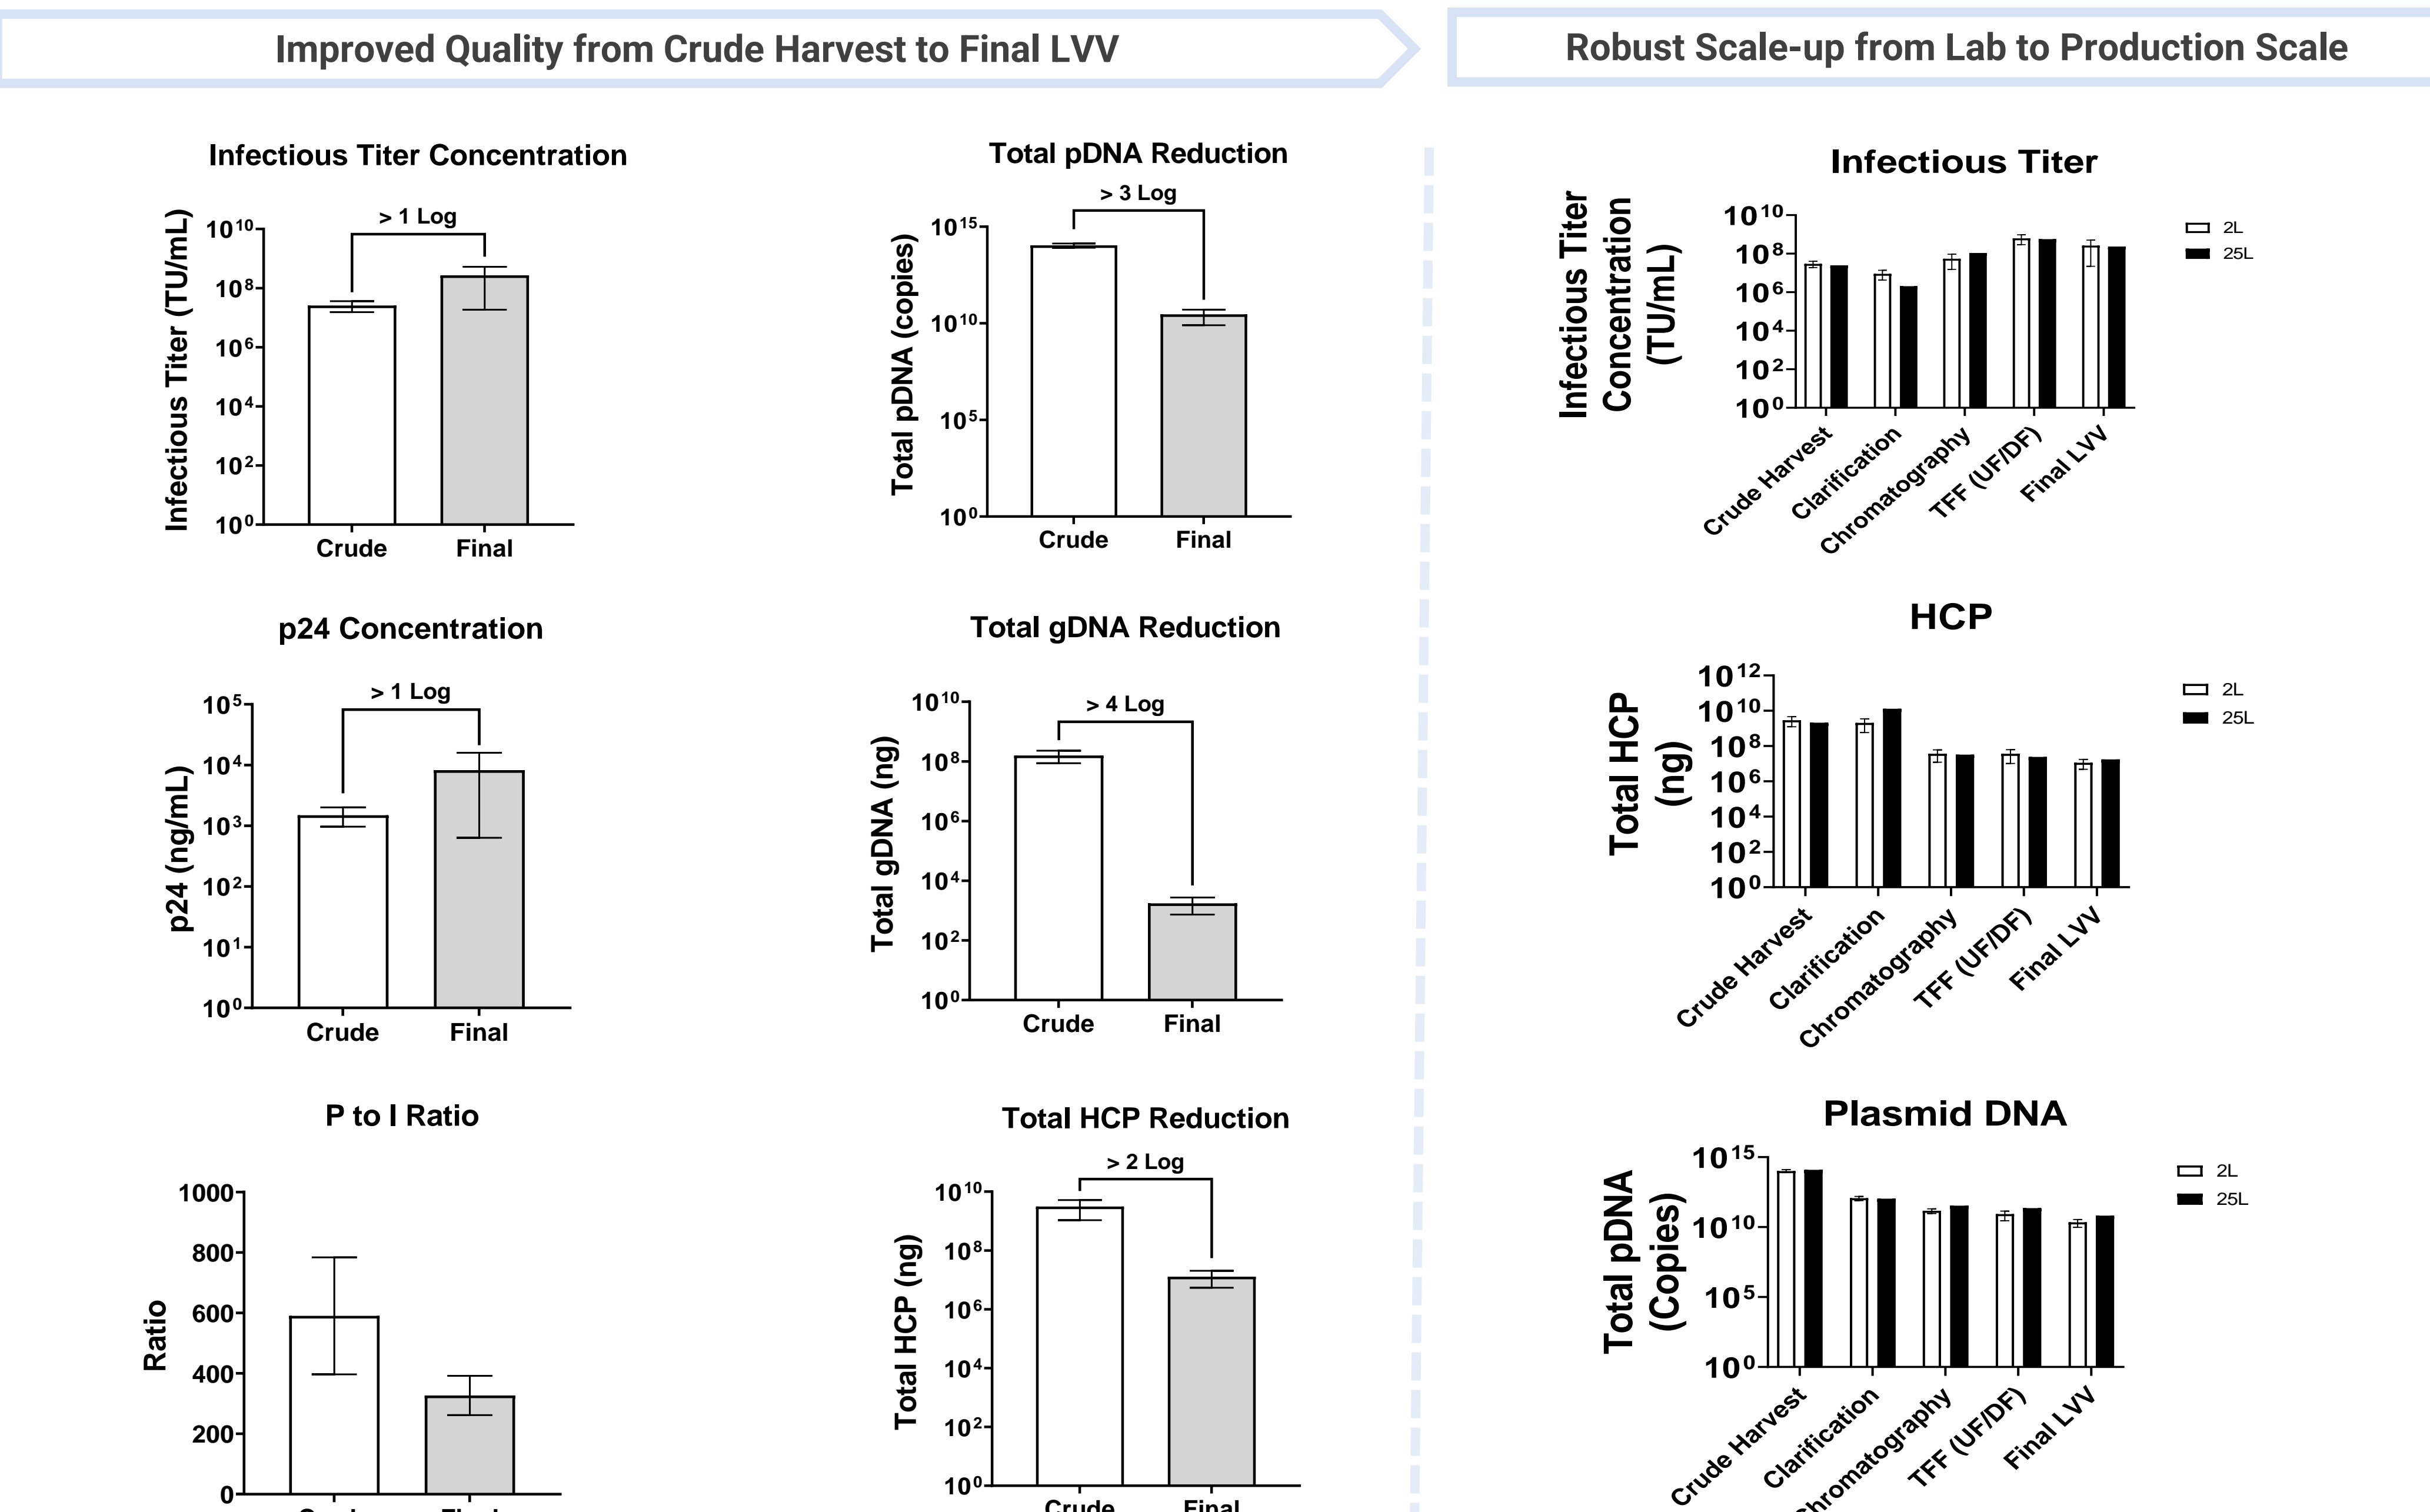 Improved Quality from Crude Harvest to Final LVV
Robust Scale-up from Lab to Production Scale
Infectious Titer Concentration
> 1 Log
Infectious Titer (TU/mL)
10¹⁰
10⁸
10⁶
10⁴
10²
10⁰
Crude
Final
Total pDNA Reduction
> 3 Log
Total pDNA (copies)
10¹⁵
10¹⁰
10⁵
10⁰
Crude
Final
Infectious Titer
Infectious Titer
Concentration
(TU/mL)
10¹⁰
10⁸
10⁶
10⁴
10²
10⁰
Crude Harvest
Clarification
Chromatography
TFF (UF/DF)
Final LVV
2L
25L
p24 Concentration
> 1 Log
p24 (ng/mL)
10⁵
10⁴
10³
10²
10¹
10⁰
Crude
Final
Total gDNA Reduction
> 4 Log
Total gDNA (ng)
10¹⁰
10⁸
10⁶
10⁴
10²
10⁰
Crude
Final
HCP
Total HCP
(ng)
10¹²
10¹⁰
10⁸
10⁶
10⁴
10²
10⁰
Crude Harvest
Clarification
Chromatography
TFF (UF/DF)
Final LVV
2L
25L
P to I Ratio
Ratio
1000
800
600
400
200
0
Total HCP Reduction
> 2 Log
Total HCP (ng)
10¹⁰
10⁸
10⁶
10⁴
10²
10⁰
Crude
Final
Plasmid DNA
Total pDNA
(Copies)
10¹⁵
10¹⁰
10⁵
10⁰
Crude Harvest
Clarification
hromatography
TFF (UF/DF)
Final LVV
2L
25L